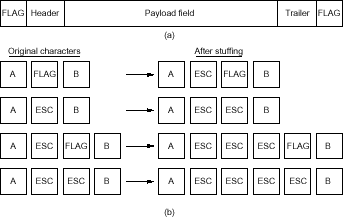 FLAG Header Payload field Trailer FLAG
(a)
Original characters After stuffing
A FLAG B A ESC FLAG B
A ESC B A ESC ESC B
A ESC FLAG B A ESC ESC ESC FLAG B
A ESC ESC B A ESC ESC ESC ESC B
(b)